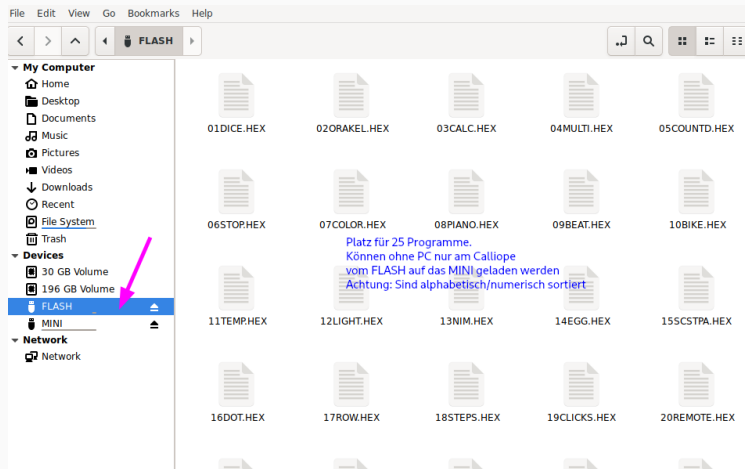 File Edit View Go Bookmarks Help
FLASH
My Computer
Home
Desktop
Documents
Music
Pictures
Videos
Downloads
Recent
File System
Trash
Devices
30 GB Volume
196 GB Volume
FLASH
MINI
Network
Network
01DICE.HEX 02ORAKEL.HEX 03CALC.HEX 04MULTI.HEX 05COUNTD.HEX
06STOP.HEX 07COLOR.HEX 08PIANO.HEX 09BEAT.HEX 10BIKE.HEX
Platz für 25 Programme.
Können ohne PC nur am Calliope
vom FLASH auf das MINI geladen werden
Achtung: Sind alphabetisch/numerisch sortiert
11TEMP.HEX 12LIGHT.HEX 13NIM.HEX 14EGG.HEX 15SCSTPA.HEX
16DOT.HEX 17ROW.HEX 18STEPS.HEX 19CLICKS.HEX 20REMOTE.HEX